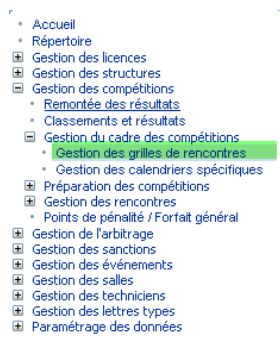 Accueil
Répertoire
Gestion des licences
Gestion des structures
Gestion des compétitions
Remontée des résultats
Classements et résultats
Gestion du cadre des compétitions
Gestion des grilles de rencontres
Gestion des calendriers spécifiques
Préparation des compétitions
Gestion des rencontres
Points de pénalité / Forfait général
Gestion de l'arbitrage
Gestion des sanctions
Gestion des événements
Gestion des salles
Gestion des techniciens
Gestion des lettres types
Paramétrage des données